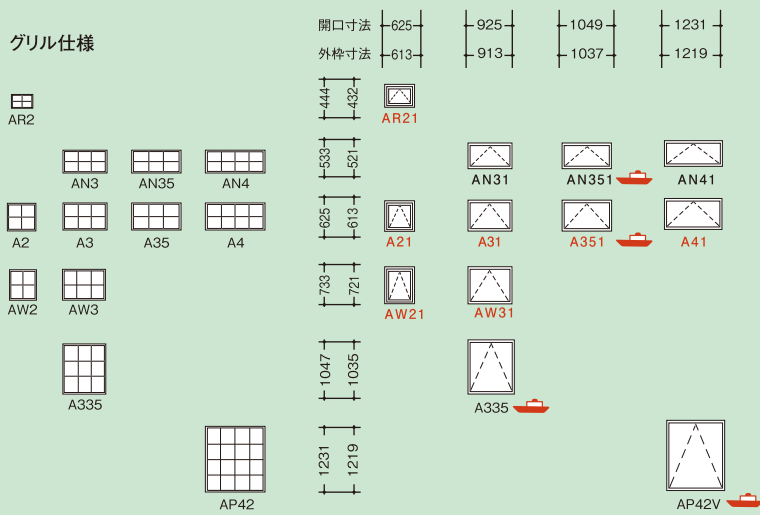 グリル仕様
開口寸法 625 925 1049 1231
外枠寸法 613 913 1037 1219
444 432
AR2 AR21
533 521
AN3 AN35 AN4 AN31 AN351 AN41
625 613
A2 A3 A35 A4 A21 A31 A351 A41
733 721
AW2 AW3 AW21 AW31
1047 1035
A335 A335
1231 1219
AP42 AP42V